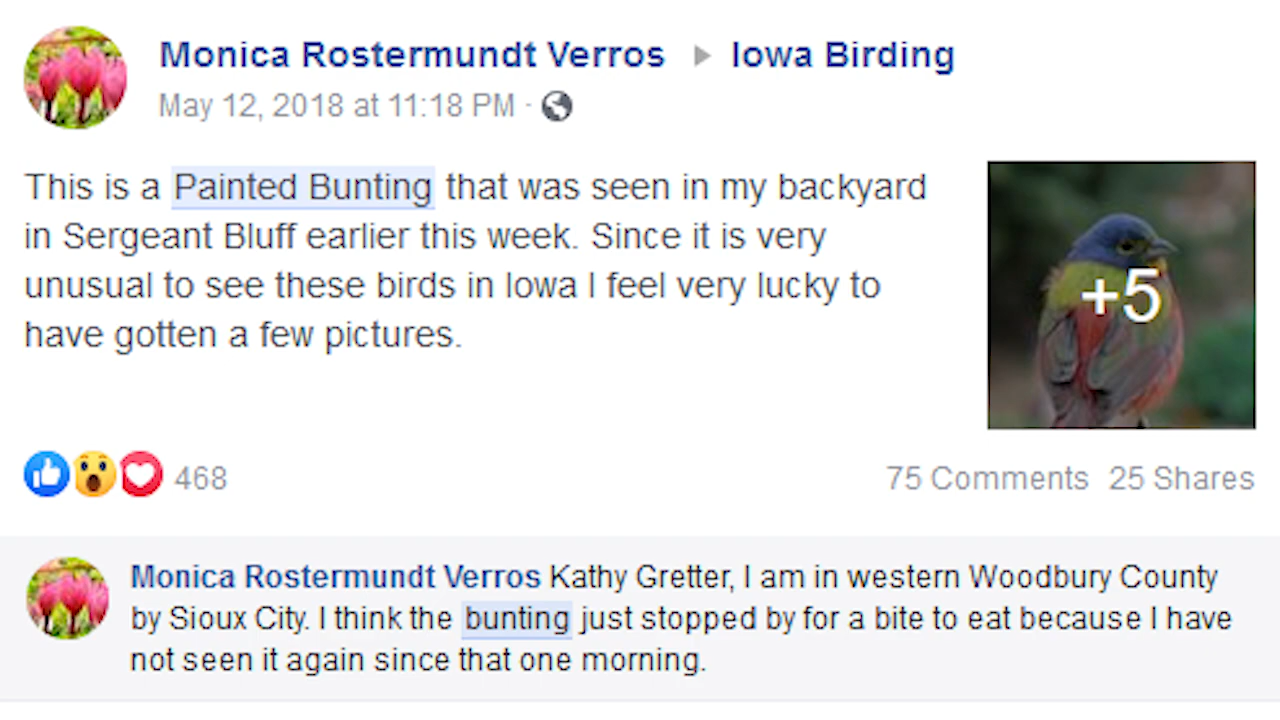 Monica Rostermundt Verros ▶ Iowa Birding
May 12, 2018 at 11:18 PM ·
This is a Painted Bunting that was seen in my backyard
in Sergeant Bluff earlier this week. Since it is very
unusual to see these birds in Iowa I feel very lucky to
have gotten a few pictures.
+5
468
75 Comments 25 Shares
Monica Rostermundt Verros Kathy Gretter, I am in western Woodbury County
by Sioux City. I think the bunting just stopped by for a bite to eat because I have
not seen it again since that one morning.